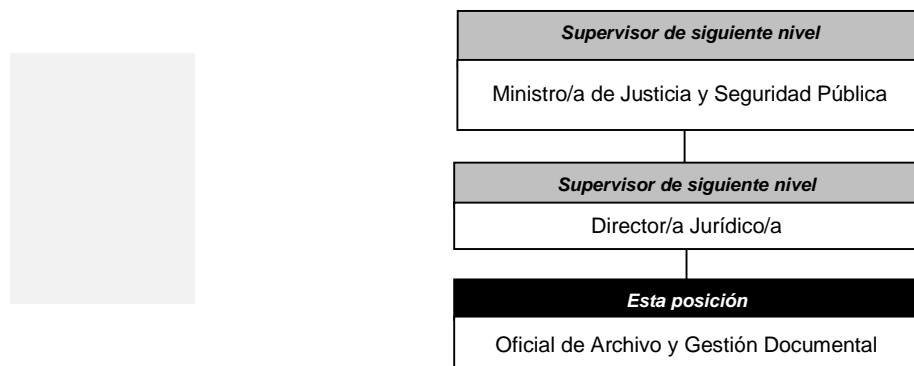 Supervisor de siguiente nivel
Ministro/a de Justicia y Seguridad Pública
Supervisor de siguiente nivel
Director/a Jurídico/a
Esta posición
Oficial de Archivo y Gestión Documental